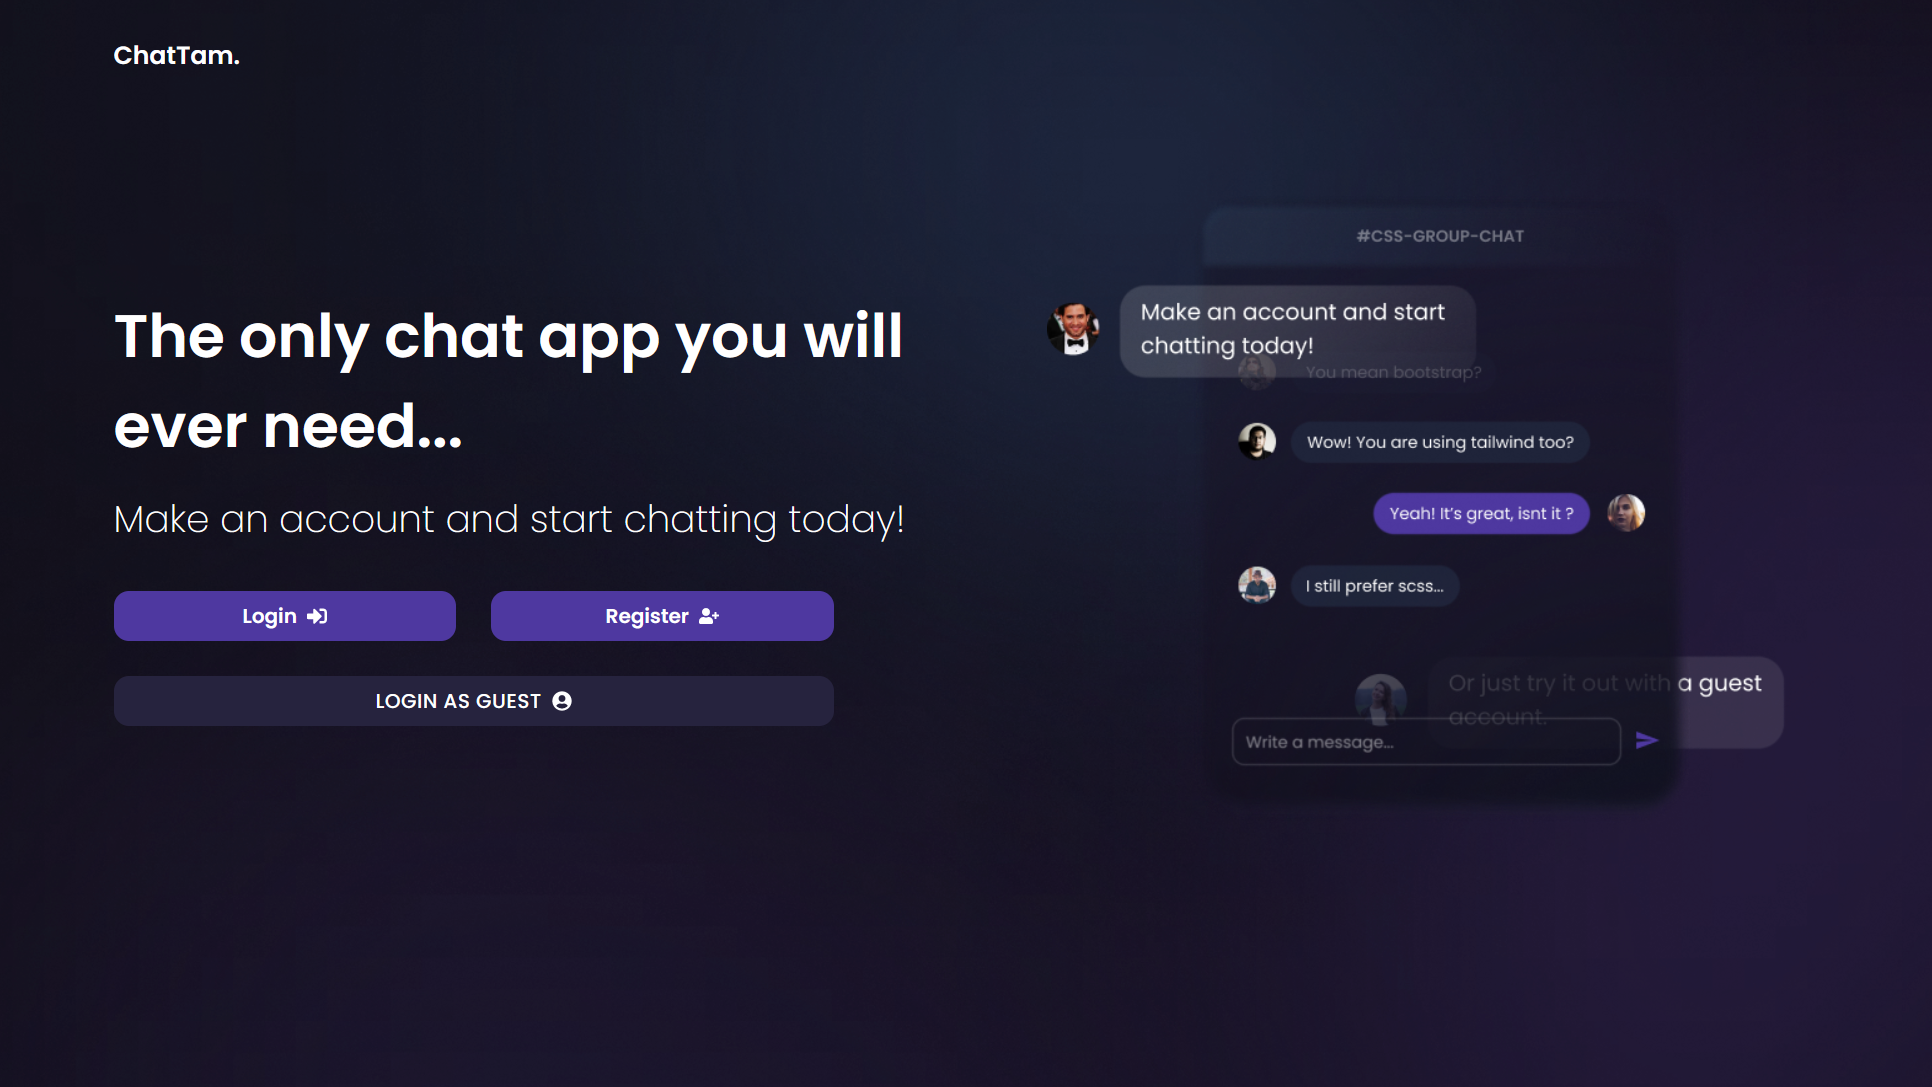 ChatTam.
The only chat app you will
ever need...
Make an account and start chatting today!
Login
Register
LOGIN AS GUEST
#CSS-GROUP-CHAT
Make an account and start
chatting today!
You mean bootstrap?
Wow! You are using tailwind too?
Yeah! It's great, isnt it ?
I still prefer scss...
Or just try it out with a guest
account.
Write a message...